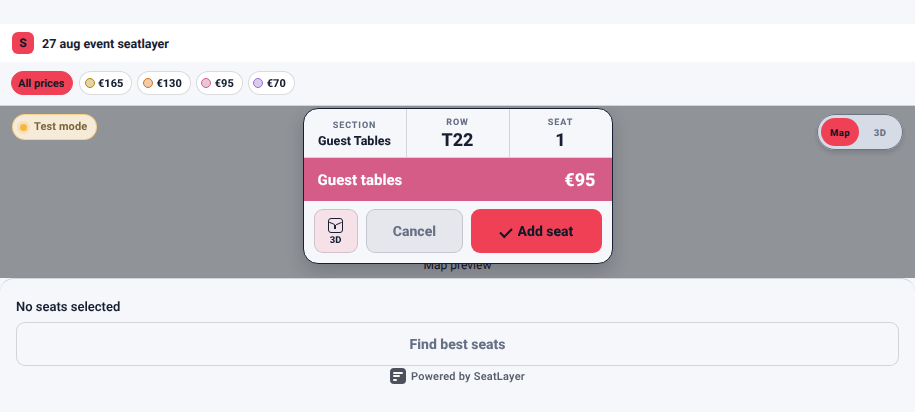 S 27 aug event seatlayer
All prices €165 €130 €95 €70
Test mode
SECTION ROW SEAT
Guest Tables T22 1
Guest tables €95
3D Cancel Add seat
Map 3D
Map preview
No seats selected
Find best seats
Powered by SeatLayer